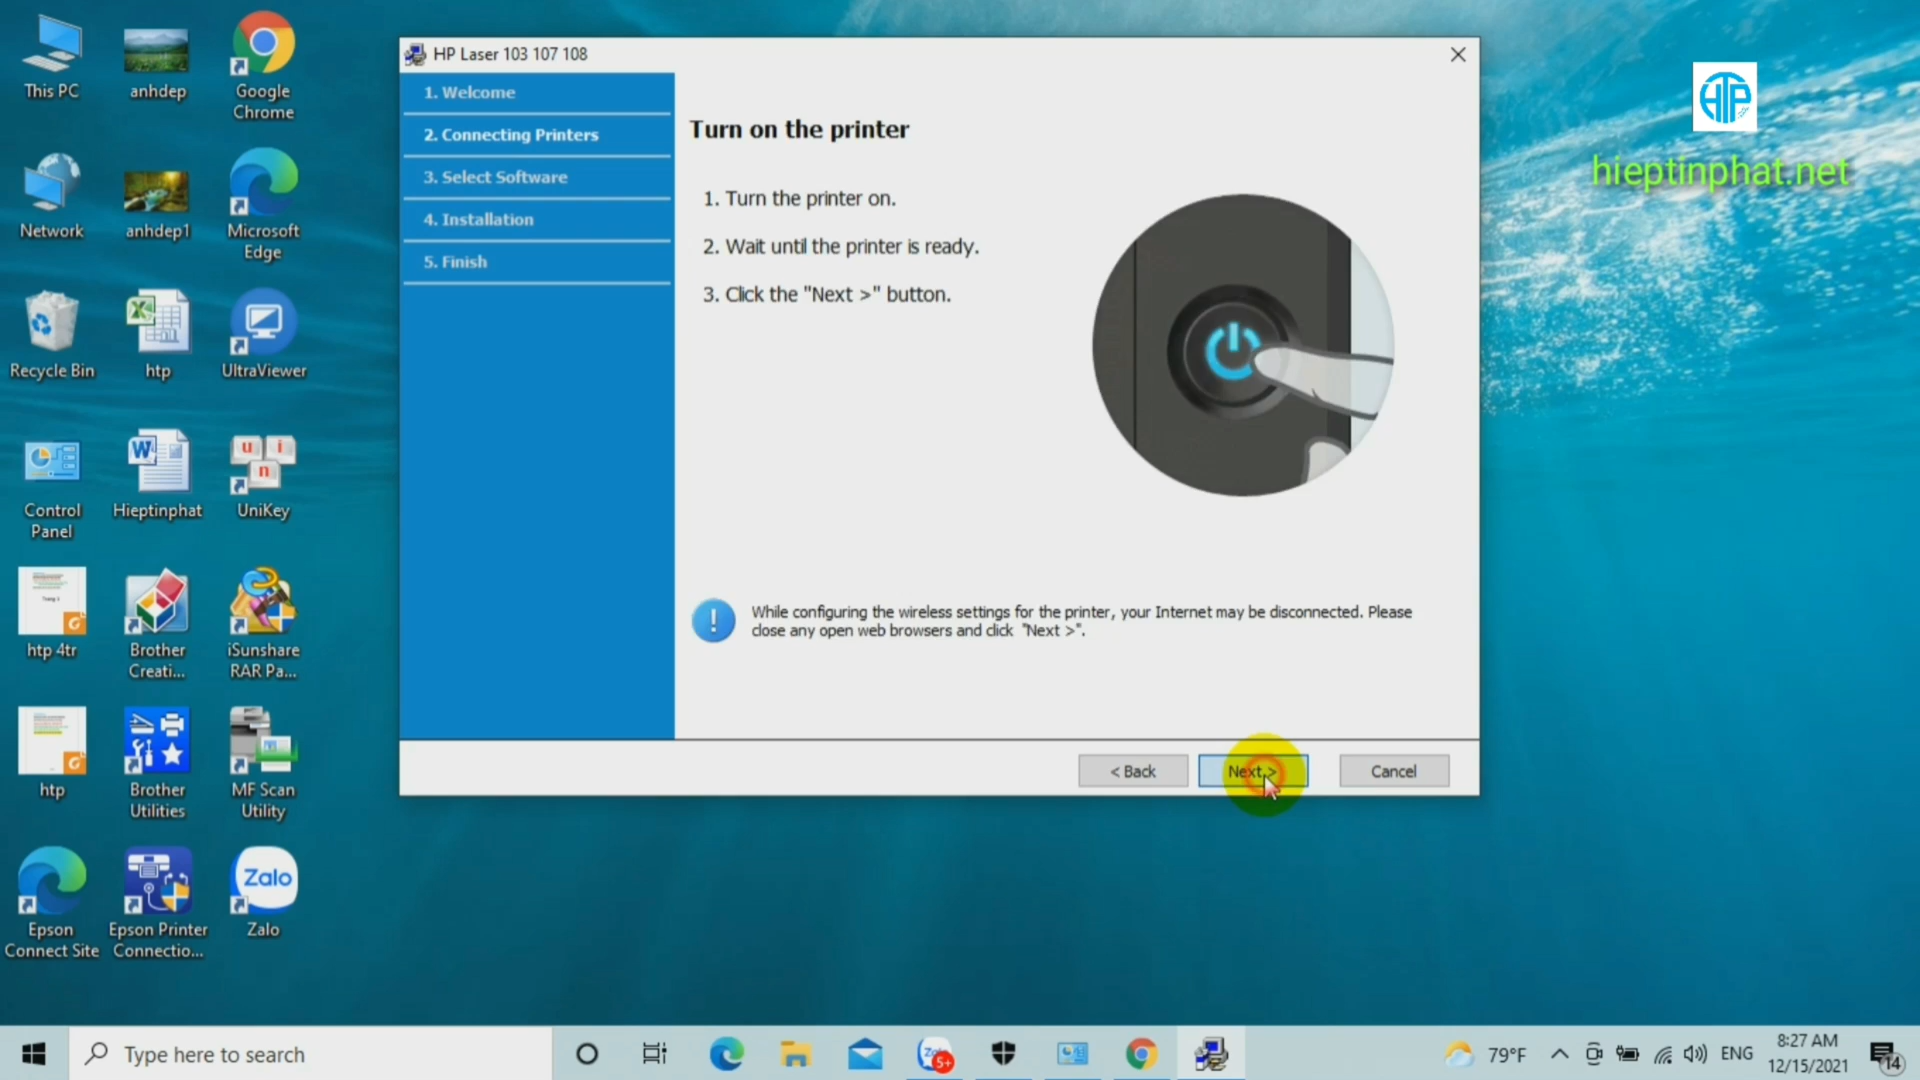 This PC
anhdep
Google
Chrome
Network
anhdep1
Microsoft
Edge
Recycle Bin
htp
UltraViewer
Control
Panel
Hieptinphat
UniKey
htp 4tr
Brother
Creati...
iSunshare
RAR Pa...
htp
Brother
Utilities
MF Scan
Utility
Epson
Connect Site
Epson Printer
Connectio...
Zalo
Zalo
HP Laser 103 107 108
1. Welcome
2. Connecting Printers
3. Select Software
4. Installation
5. Finish
Turn on the printer
1. Turn the printer on.
2. Wait until the printer is ready.
3. Click the "Next >" button.
While configuring the wireless settings for the printer, your Internet may be disconnected. Please
close any open web browsers and click "Next >".
< Back
Next >
Cancel
HTP
hieptinphat.net
Type here to search
5+
79°F
ENG
8:27 AM
12/15/2021
14